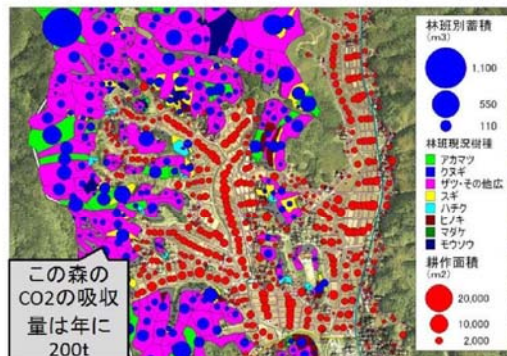 林班別蓄積
(m3)
1,100
550
110
林班現況樹種
アカマツ
クヌギ
ザツ・その他広
スギ
ハチク
ヒノキ
マダケ
モウソウ
耕作面積
(m2)
20,000
10,000
2,000
この森の
CO2の吸収
量は年に
200t